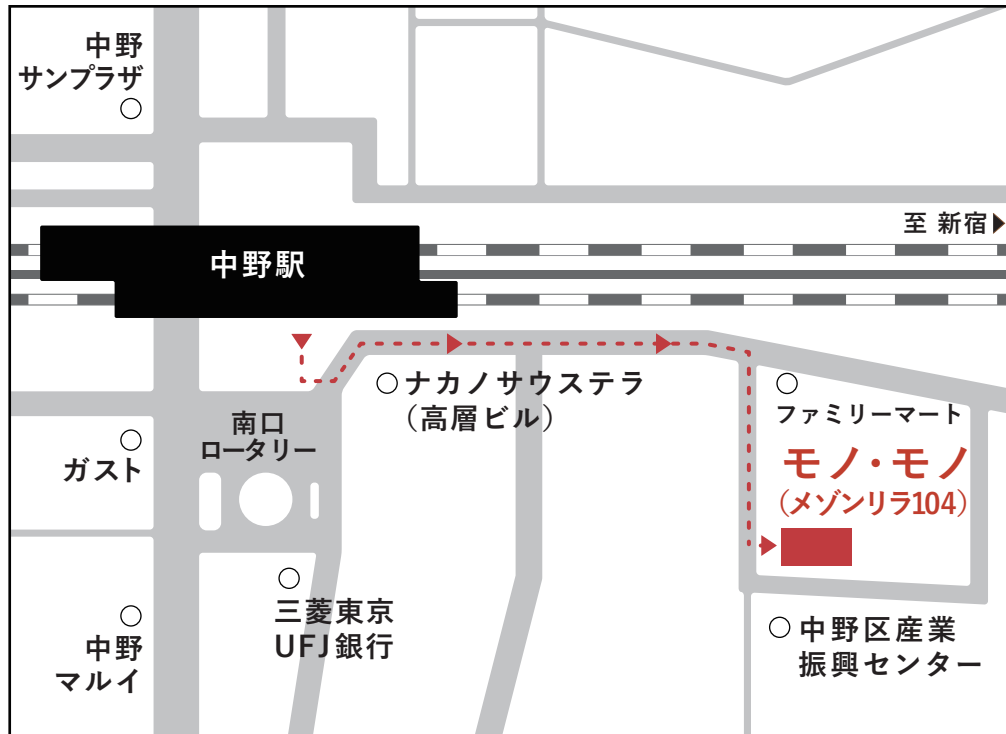 中野
サンプラザ
至 新宿
中野駅
ナカノサウステラ
（高層ビル）
南口
ロータリー
ファミリーマート
ガスト
モノ・モノ
（メゾンリラ104）
三菱東京
UFJ銀行
中野
マルイ
中野区産業
振興センター